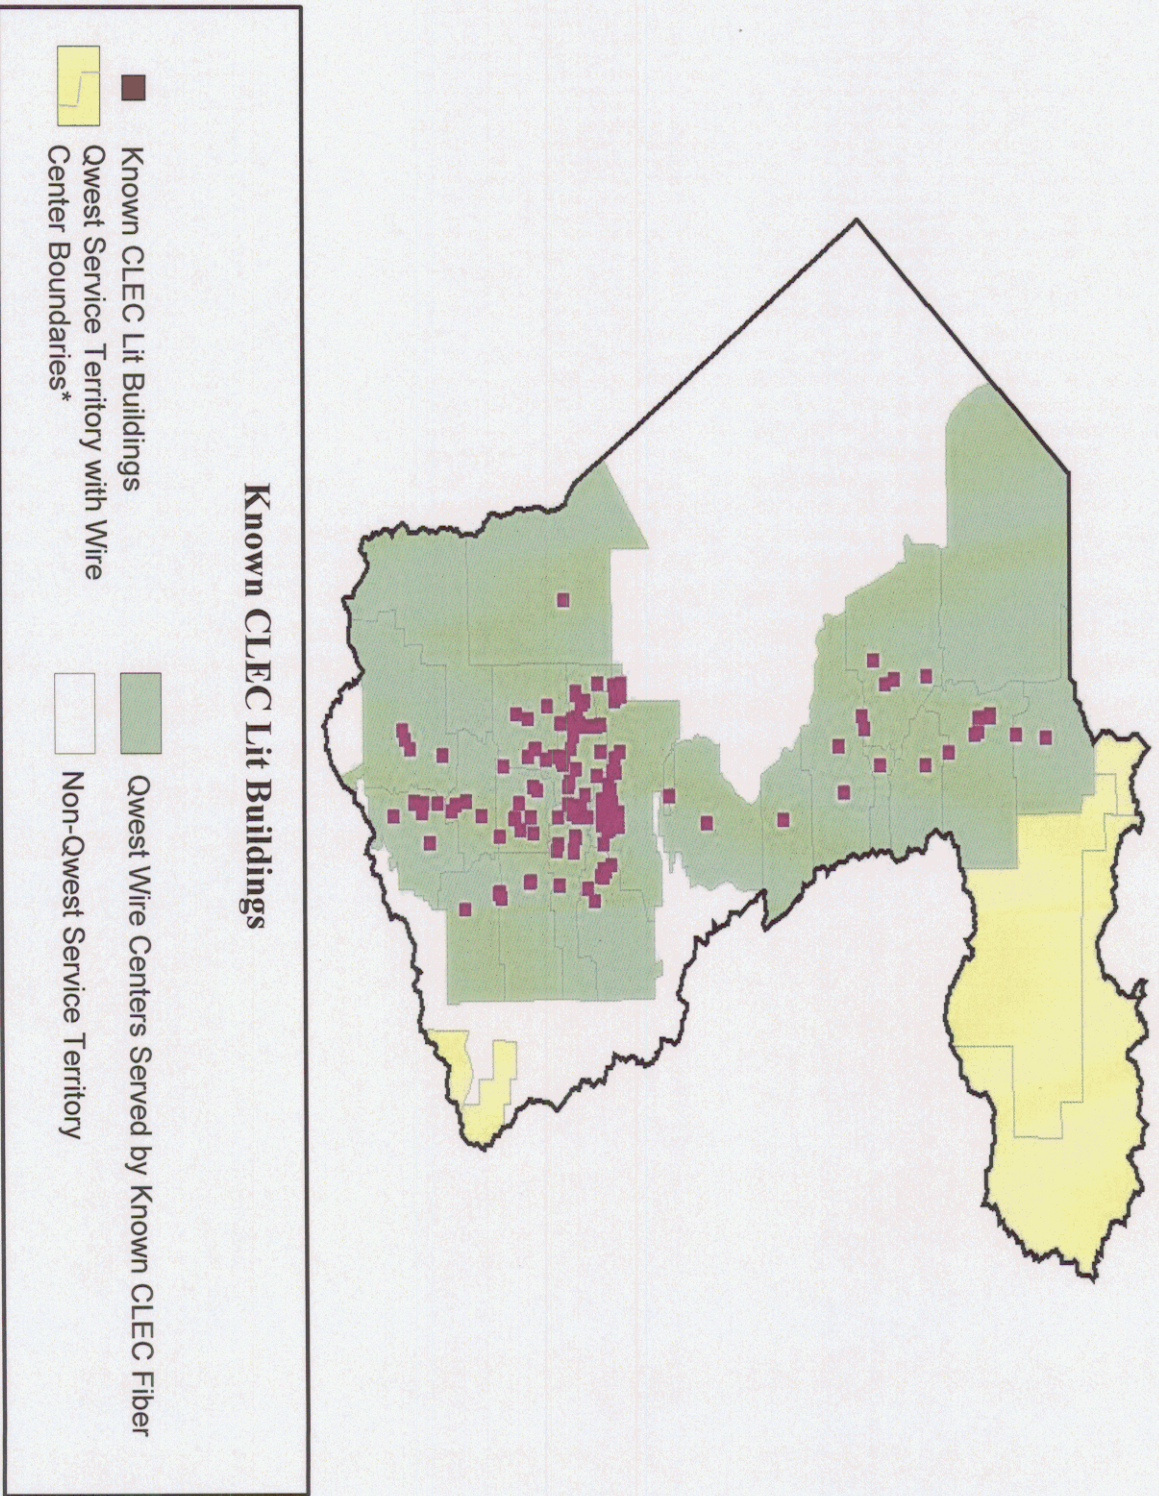 Known CLEC Lit Buildings
Known CLEC Lit Buildings
Qwest Service Territory with Wire
Center Boundaries*
Qwest Wire Centers Served by Known CLEC Fiber
Non-Qwest Service Territory